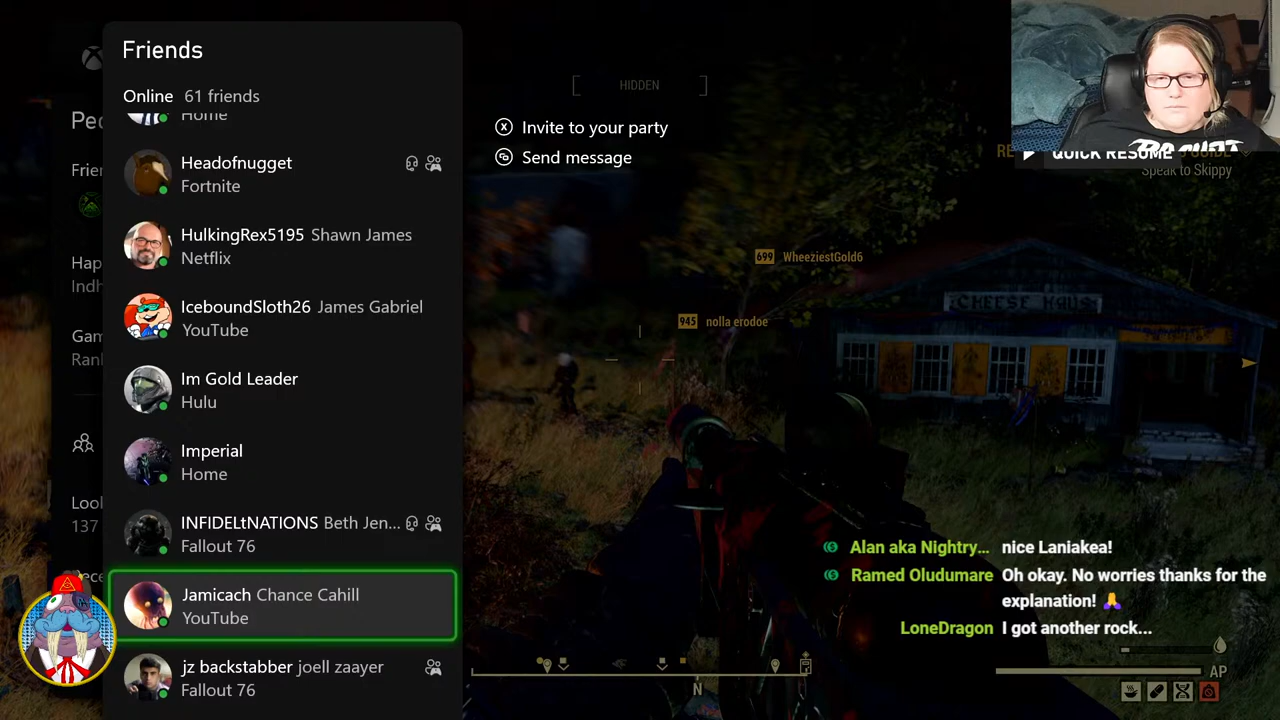 Friends
Online 61 friends
Home
Headofnugget
Fortnite
HulkingRex5195 Shawn James
Netflix
IceboundSloth26 James Gabriel
YouTube
Im Gold Leader
Hulu
Imperial
Home
INFIDELtNATIONS Beth Jen...
Fallout 76
Jamicach Chance Cahill
YouTube
jz backstabber joell zaayer
Fallout 76
HIDDEN
Invite to your party
Send message
QUICK RESUME
Speak to Skippy
699 WheeziestGold6
945 nolla erodoe
CHEESE HAUS
Alan aka Nightry... nice Laniakea!
Ramed Oludumare Oh okay. No worries thanks for the
explanation! 🙏
LoneDragon I got another rock...
N
AP